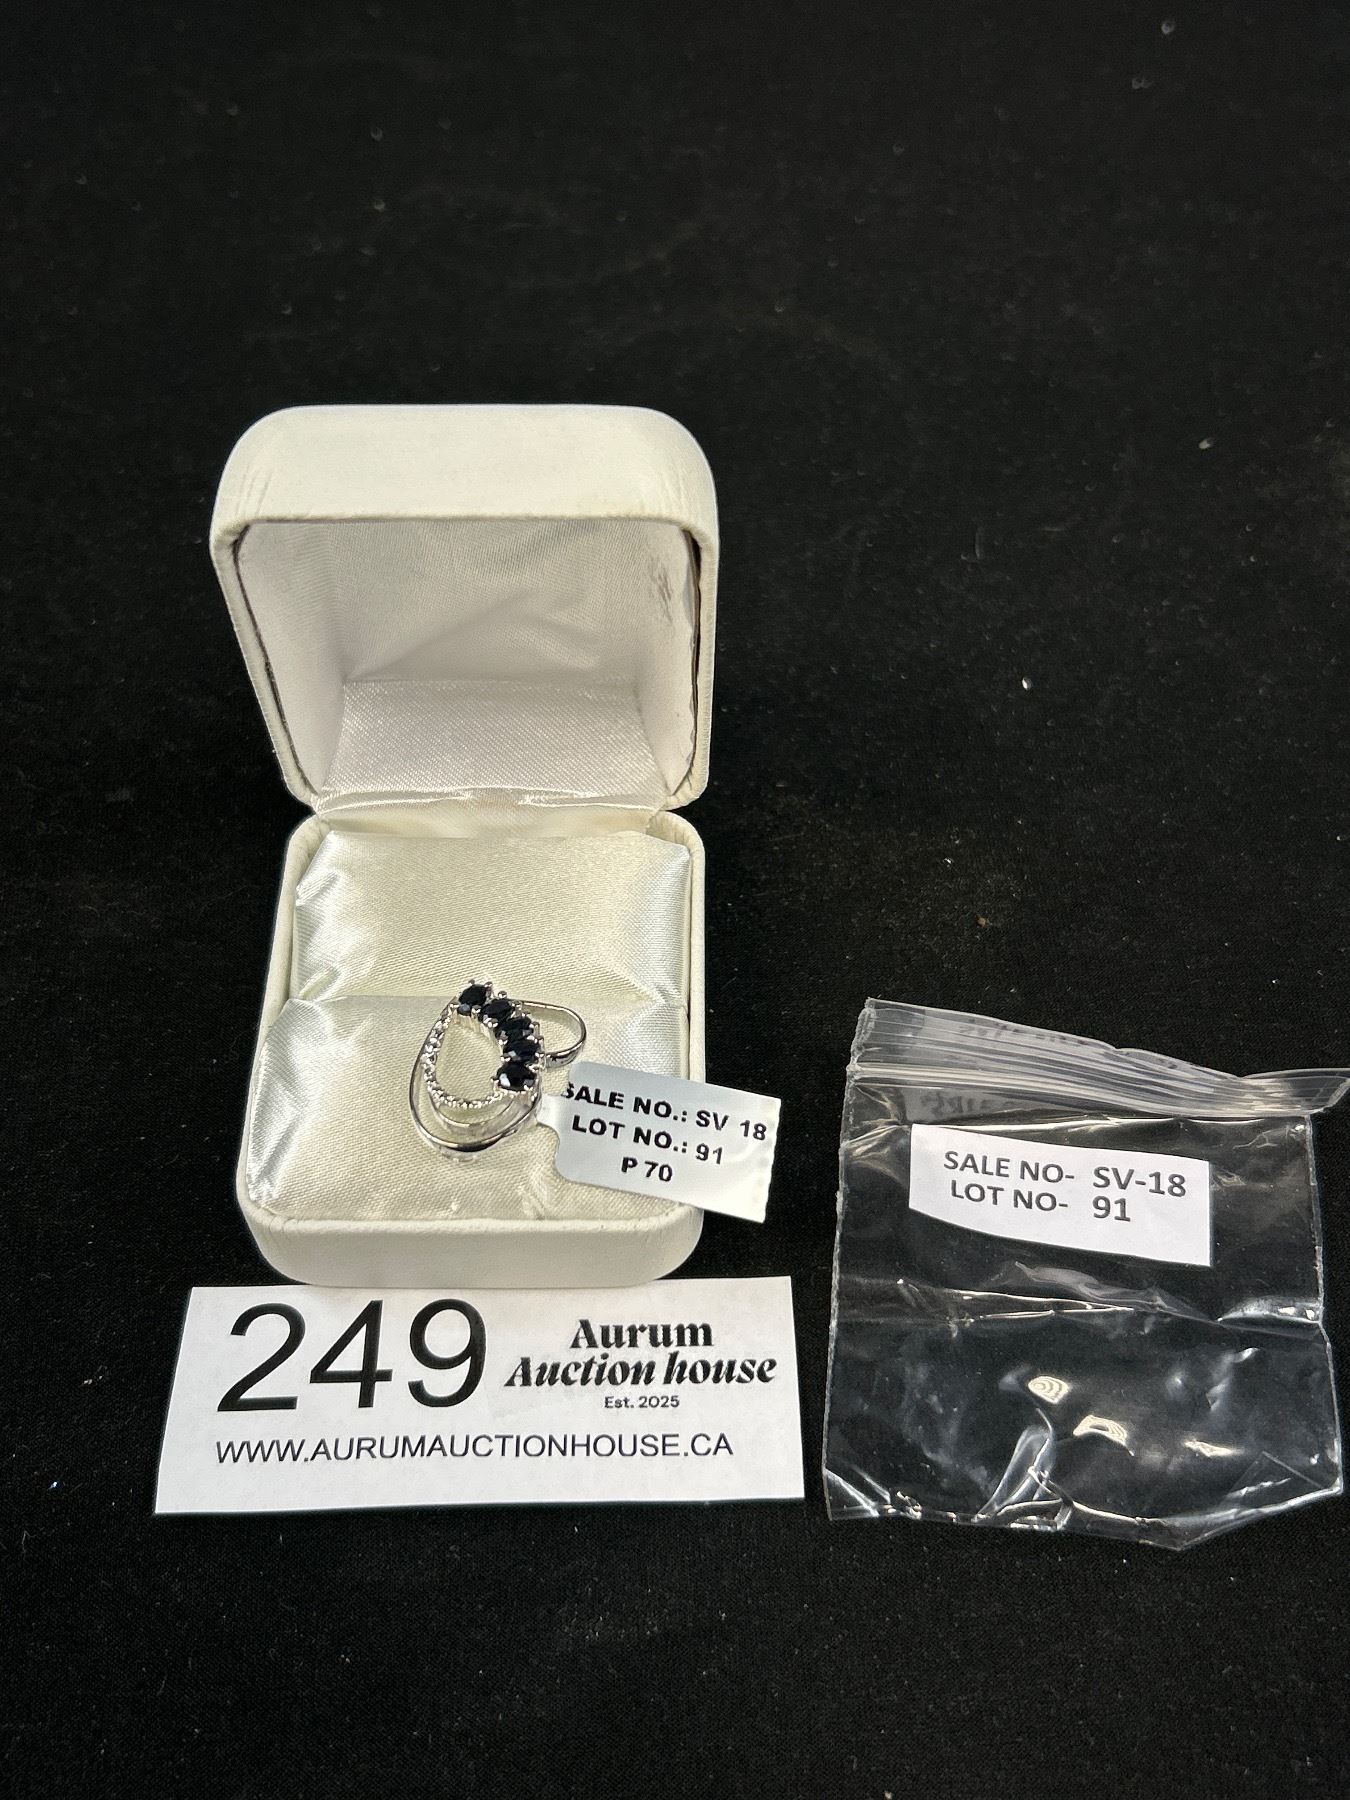 SALE NO.: SV 18
LOT NO.: 91
P 70
SALE NO- SV-18
LOT NO- 91
249
Aurum
Auction house
Est. 2025
WWW.AURUMAUCTIONHOUSE.CA